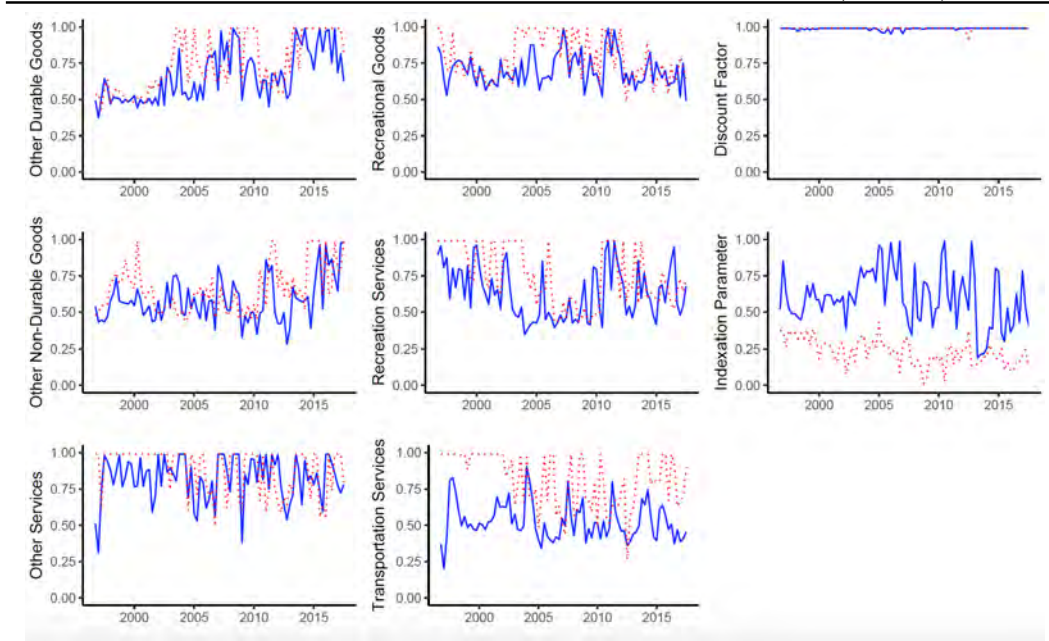 Other Durable Goods
1.00
0.75
0.50
0.25
0.00
2000 2005 2010 2015
Recreational Goods
1.00
0.75
0.50
0.25
0.00
2000 2005 2010 2015
Discount Factor
1.00
0.75
0.50
0.25
0.00
2000 2005 2010 2015
Other Non-Durable Goods
1.00
0.75
0.50
0.25
0.00
2000 2005 2010 2015
Recreation Services
1.00
0.75
0.50
0.25
0.00
2000 2005 2010 2015
Indexation Parameter
1.00
0.75
0.50
0.25
0.00
2000 2005 2010 2015
Other Services
1.00
0.75
0.50
0.25
0.00
2000 2005 2010 2015
Transportation Services
1.00
0.75
0.50
0.25
0.00
2000 2005 2010 2015